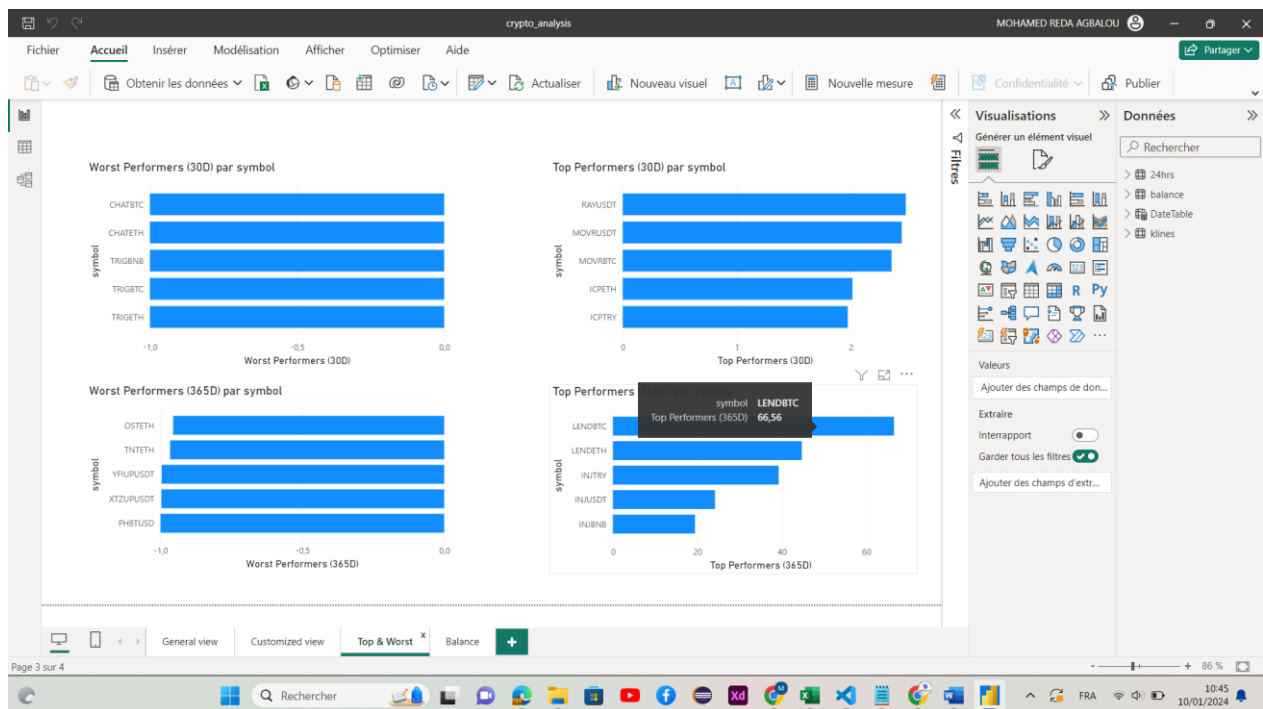 crypto_analysis
MOHAMED REDA AGBALOU
Fichier Accueil Insérer Modélisation Afficher Optimiser Aide
Partager
Obtenir les données
Actualiser
Nouveau visuel
Nouvelle mesure
Confidentialité
Publier
Worst Performers (30D) par symbol
symbol
CHATBTC
CHATETH
TRIGBNB
TRIGBTC
TRIGETH
-1,0 -0,5 0,0
Worst Performers (30D)
Top Performers (30D) par symbol
symbol
RAYUSDT
MOVRUSDT
MOVRBTC
ICPETH
ICPTRY
0 1 2
Top Performers (30D)
Worst Performers (365D) par symbol
symbol
OSTETH
TNTETH
YFIUPUSDT
XTZUPUSDT
PHBTUSD
-1,0 -0,5 0,0
Worst Performers (365D)
Top Performers
symbol LENDBTC
Top Performers (365D) 66,56
symbol
LENDBTC
LENDETH
INJTRY
INJUSDT
INJBNB
0 20 40 60
Top Performers (365D)
Filtres
Visualisations
Générer un élément visuel
R Py
Valeurs
Ajouter des champs de don...
Extraire
Interrapport
Garder tous les filtres
Ajouter des champs d'extr...
Données
Rechercher
24hrs
balance
DateTable
klines
General view Customized view Top & Worst x Balance +
Page 3 sur 4
- + 86 %
Rechercher
Xd
FRA
10:45
10/01/2024